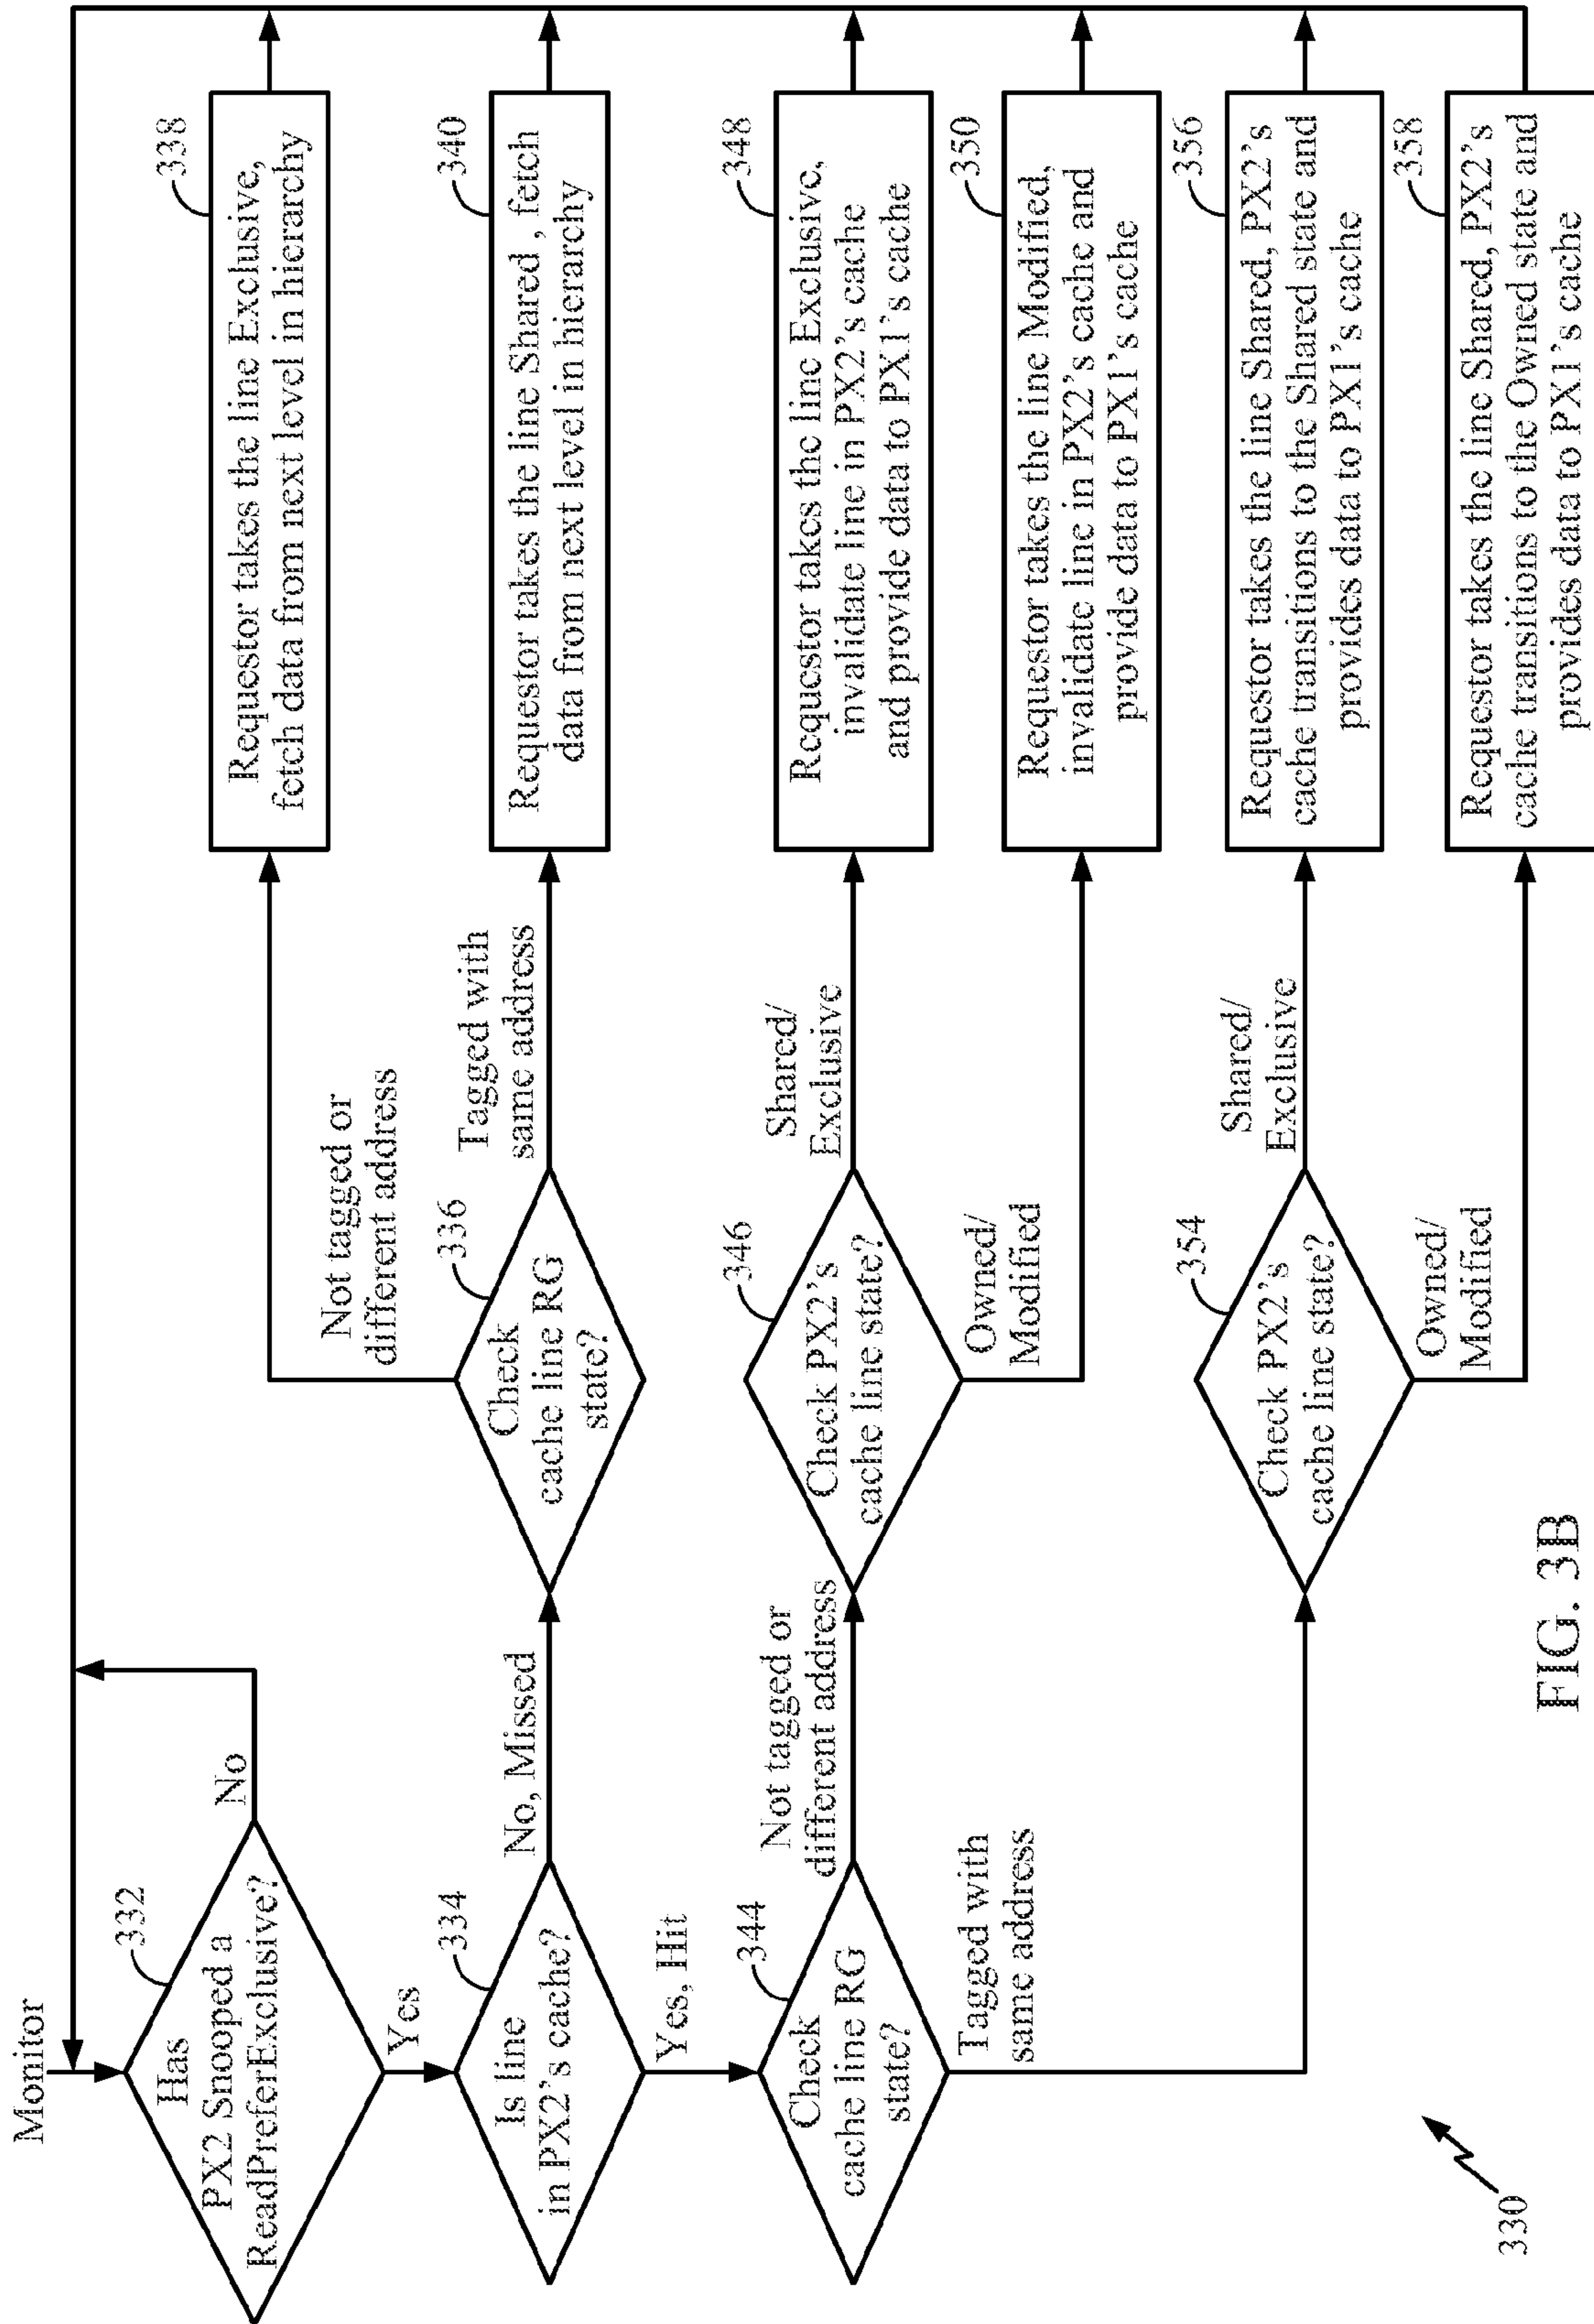 Monitor
332
Has
PX2 Snooped a
ReadPreferExclusive?
No
Yes
334
Is line
in PX2's cache?
No, Missed
336
Check
cache line RG
state?
Not tagged or
different address
338
Requestor takes the line Exclusive,
fetch data from next level in hierarchy
Tagged with
same address
340
Requestor takes the line Shared , fetch
data from next level in hierarchy
Yes, Hit
344
Check
cache line RG
state?
Not tagged or
different address
346
Check PX2's
cache line state?
Shared/
Exclusive
348
Requestor takes the line Exclusive,
invalidate line in PX2's cache
and provide data to PX1's cache
Owned/
Modified
350
Requestor takes the line Modified,
invalidate line in PX2's cache and
provide data to PX1's cache
Tagged with
same address
354
Check PX2's
cache line state?
Shared/
Exclusive
356
Requestor takes the line Shared, PX2's
cache transitions to the Shared state and
provides data to PX1's cache
Owned/
Modified
358
Requestor takes the line Shared, PX2's
cache transitions to the Owned state and
provides data to PX1's cache
330
FIG. 3B